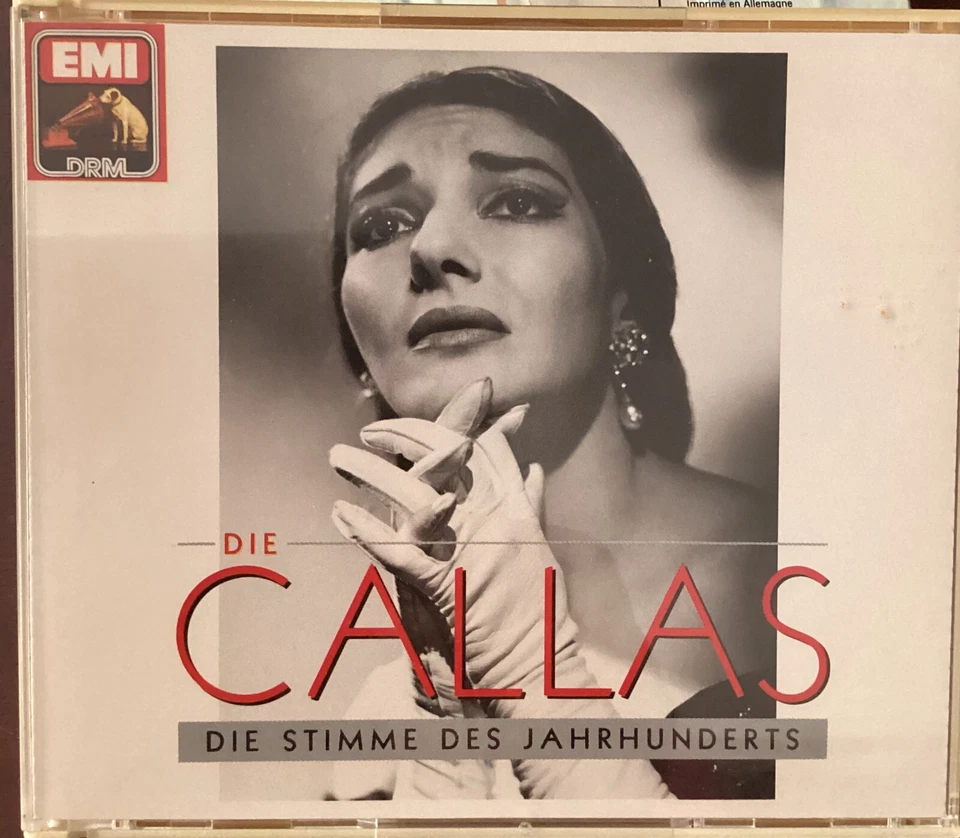 Imprimé en Allemagne
EMI
DRM
DIE
CALLAS
DIE STIMME DES JAHRHUNDERTS